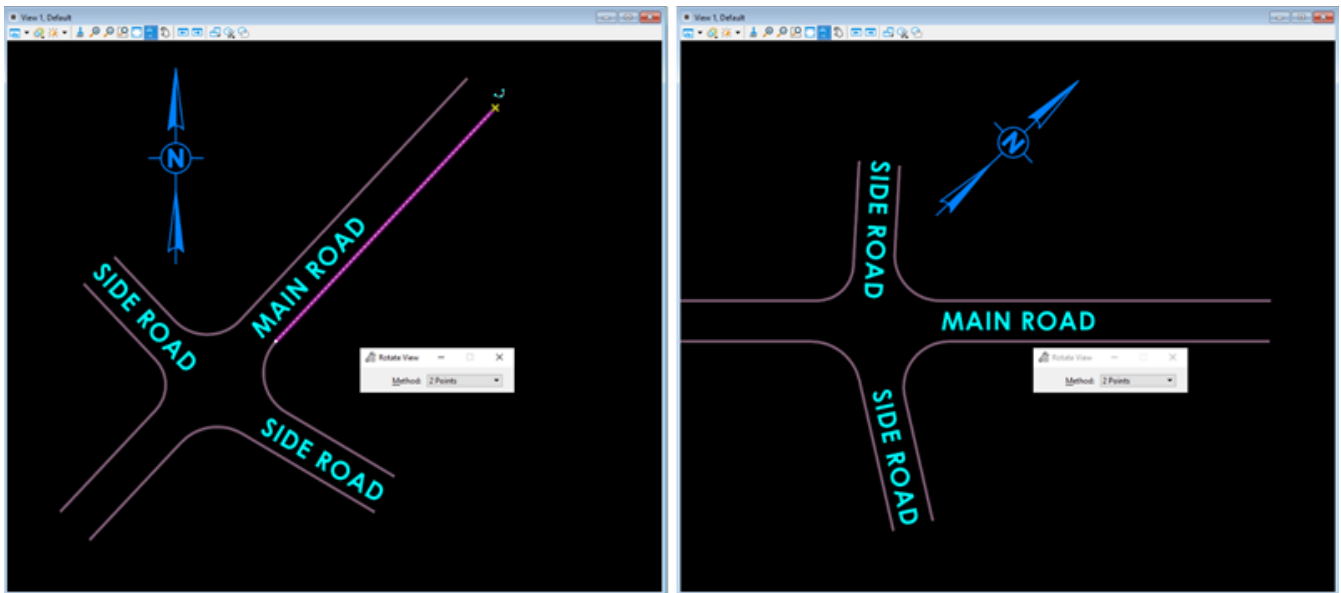 View 1, Default
N
MAIN ROAD
SIDE ROAD
Rotate View
Method: 2 Points
SIDE ROAD
View 1, Default
N
SIDE ROAD
MAIN ROAD
Rotate View
Method: 2 Points
SIDE ROAD